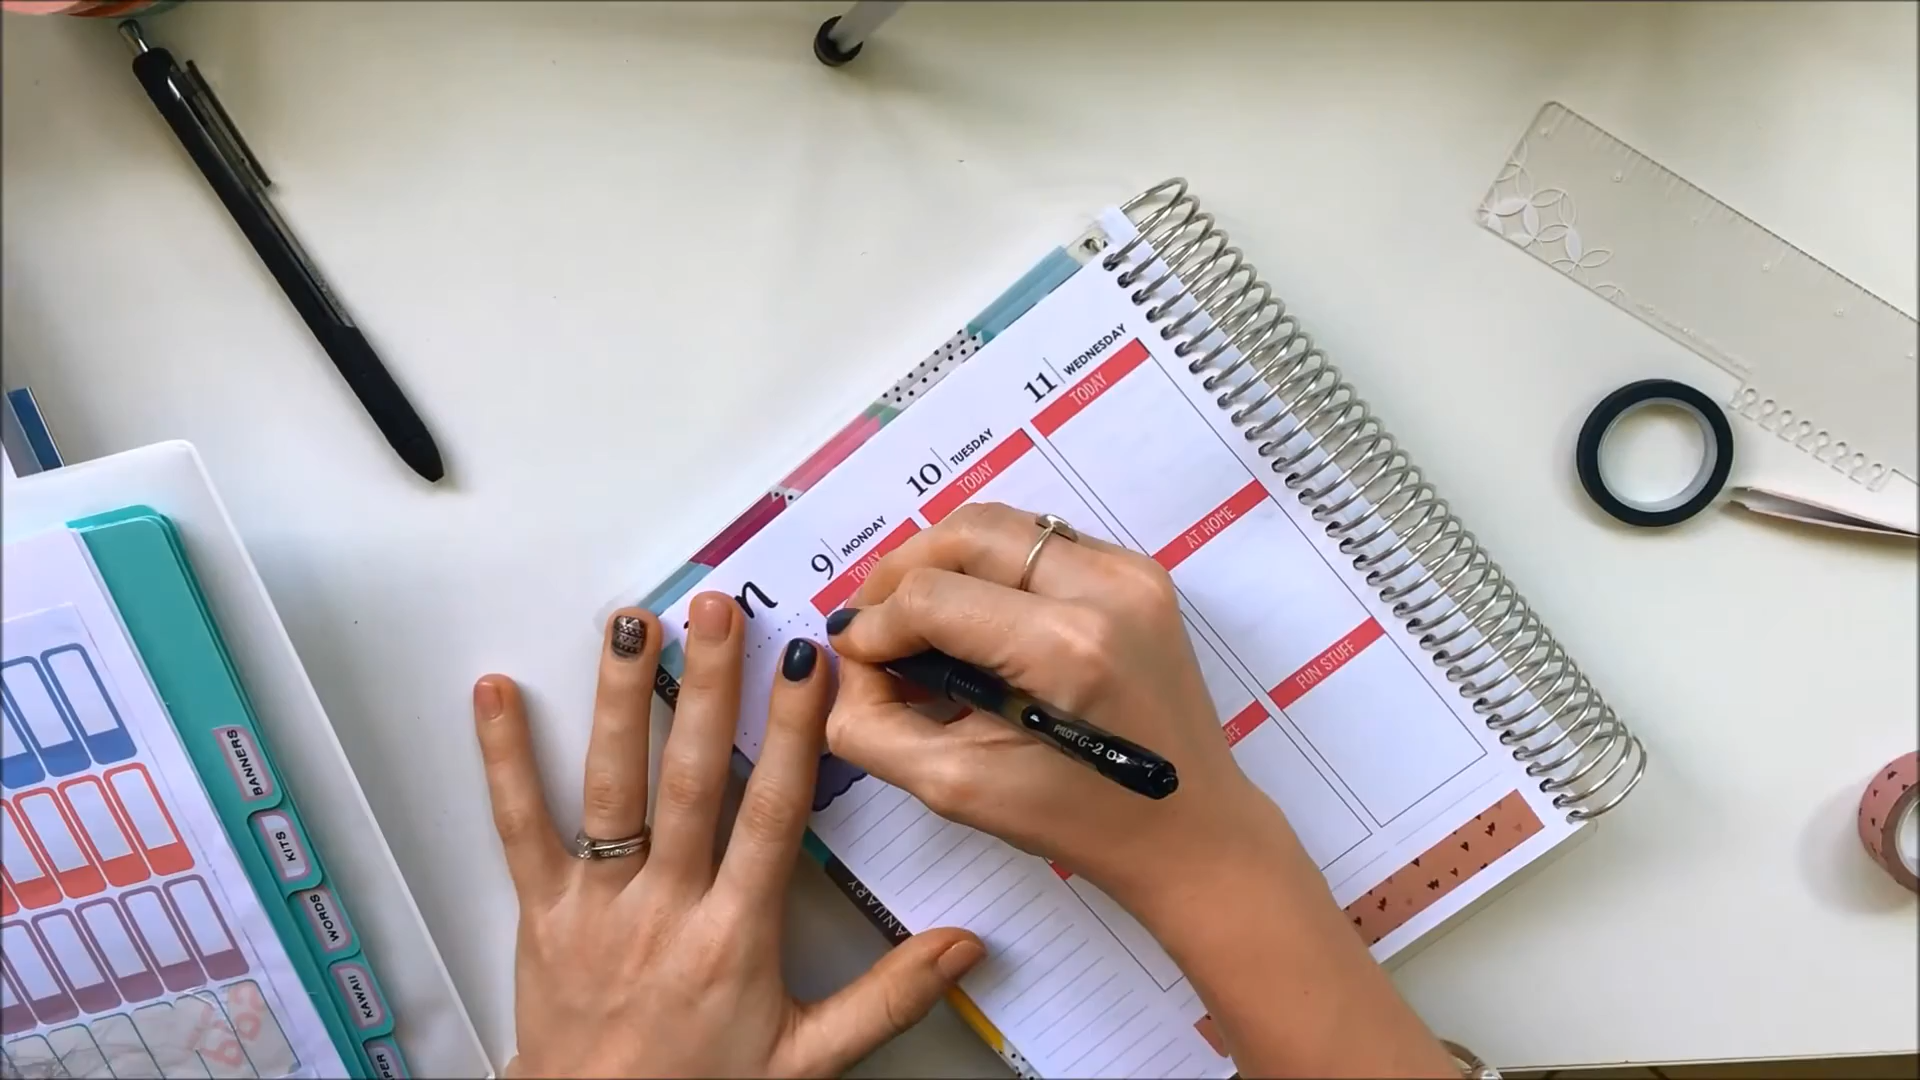 9 MONDAY
TODAY
10 TUESDAY
TODAY
11 WEDNESDAY
TODAY
AT HOME
FUN STUFF
PILOT G-2 07
BANNERS
KITS
WORDS
KAWAII